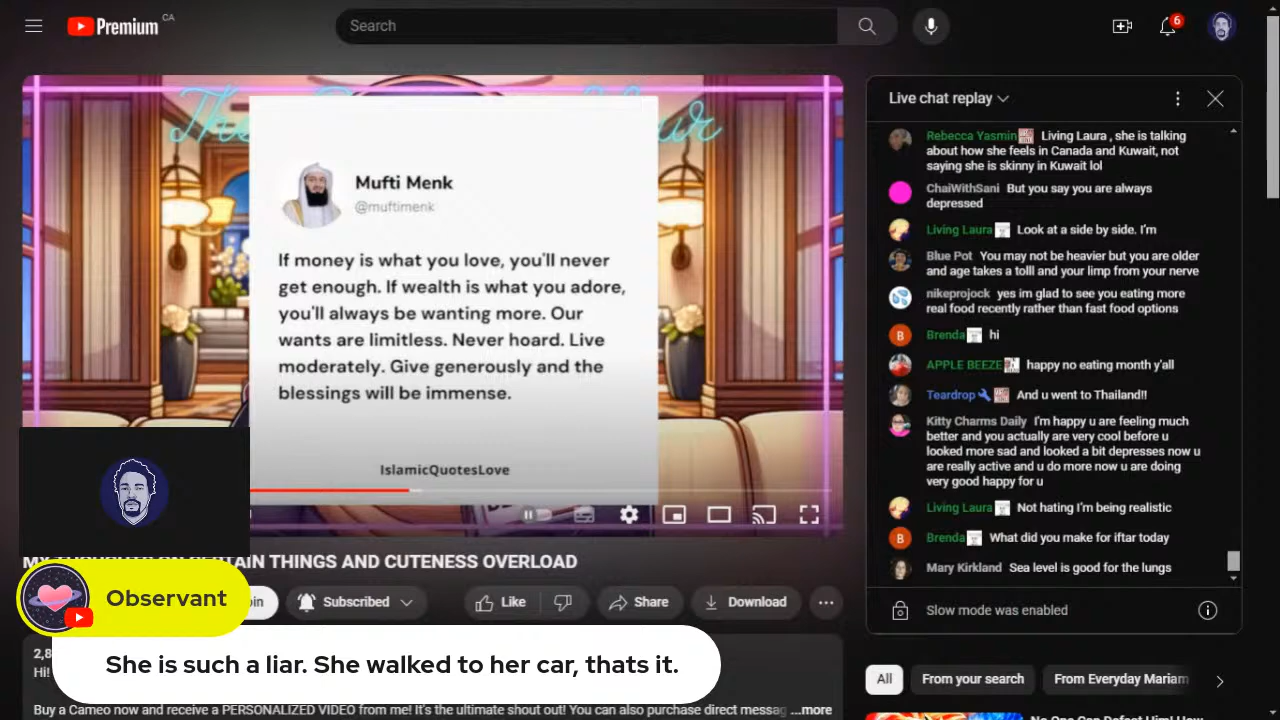 Premium CA
Search
6
Mufti Menk
@muftimenk
If money is what you love, you'll never
get enough. If wealth is what you adore,
you'll always be wanting more. Our
wants are limitless. Never hoard. Live
moderately. Give generously and the
blessings will be immense.
IslamicQuotesLove
THINGS AND CUTENESS OVERLOAD
Subscribed
Like
Share
Download
Observant
She is such a liar. She walked to her car, thats it.
Hi!
Buy a Cameo now and receive a PERSONALIZED VIDEO from me! It's the ultimate shout out! You can also purchase direct messag ...more
Live chat replay
Rebecca Yasmin Living Laura , she is talking
about how she feels in Canada and Kuwait, not
saying she is skinny in Kuwait lol
ChaiWithSani But you say you are always
depressed
Living Laura Look at a side by side. I'm
Blue Pot You may not be heavier but you are older
and age takes a tolll and your limp from your nerve
nikeprojock yes im glad to see you eating more
real food recently rather than fast food options
B
Brenda hi
APPLE BEEZE happy no eating month y'all
Teardrop And u went to Thailand!!
Kitty Charms Daily I'm happy u are feeling much
better and you actually are very cool before u
looked more sad and looked a bit depresses now u
are really active and u do more now u are doing
very good happy for u
Living Laura Not hating I'm being realistic
B
Brenda What did you make for iftar today
Mary Kirkland Sea level is good for the lungs
Slow mode was enabled
All
From your search
From Everyday Mariam